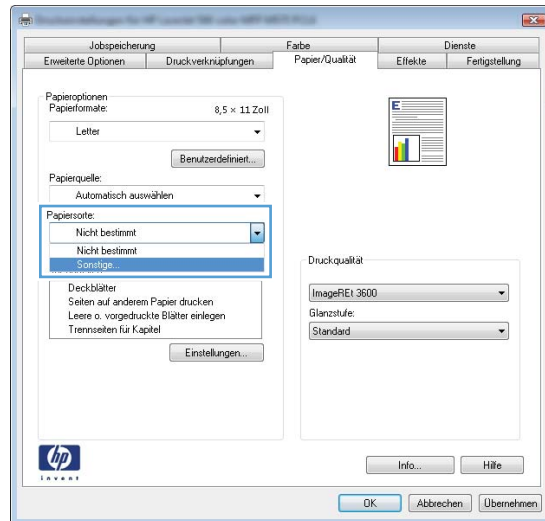 Jobspeicherung Farbe Dienste
Erweiterte Optionen Druckverknüpfungen Papier/Qualität Effekte Fertigstellung
Papieroptionen
Papierformate: 8,5 × 11 Zoll
Letter
Benutzerdefiniert...
Papierquelle:
Automatisch auswählen
Papiersorte:
Nicht bestimmt
Nicht bestimmt
Sonstige...
Deckblätter
Seiten auf anderem Papier drucken
Leere o. vorgedruckte Blätter einlegen
Trennseiten für Kapitel
Einstellungen...
E
Druckqualität
ImageREt 3600
Glanzstufe:
Standard
hp
invent
Info... Hilfe
OK Abbrechen Übernehmen